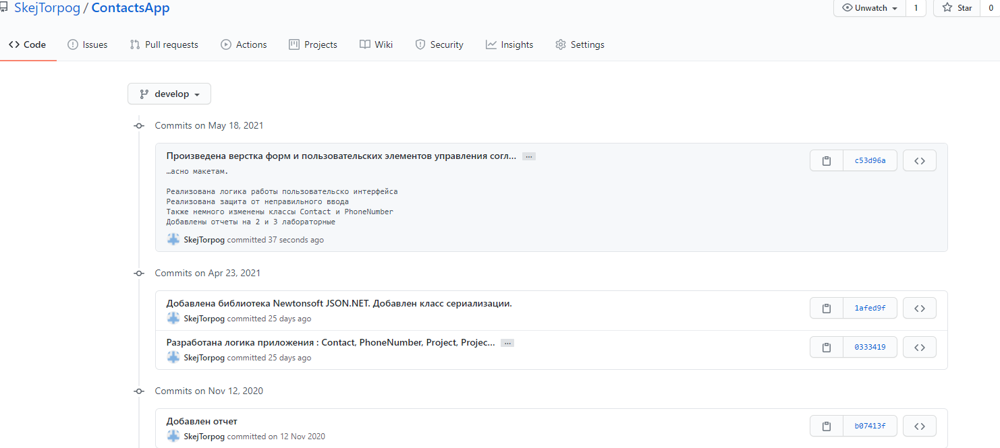 SkejTorpog / ContactsApp
Unwatch 1 Star 0
Code Issues Pull requests Actions Projects Wiki Security Insights Settings
develop
Commits on May 18, 2021
Произведена верстка форм и пользовательских элементов управления согл... ...
c53d96a
…асно макетам.
Реализована логика работы пользовательско интерфейса
Реализована защита от неправильного ввода
Также немного изменены классы Contact и PhoneNumber
Добавлены отчеты на 2 и 3 лабораторные
SkejTorpog committed 37 seconds ago
Commits on Apr 23, 2021
Добавлена библиотека Newtonsoft JSON.NET. Добавлен класс сериализации.
1afed9f
SkejTorpog committed 25 days ago
Разработана логика приложения : Contact, PhoneNumber, Project, Projec... ...
0333419
SkejTorpog committed 25 days ago
Commits on Nov 12, 2020
Добавлен отчет
b07413f
SkejTorpog committed on 12 Nov 2020